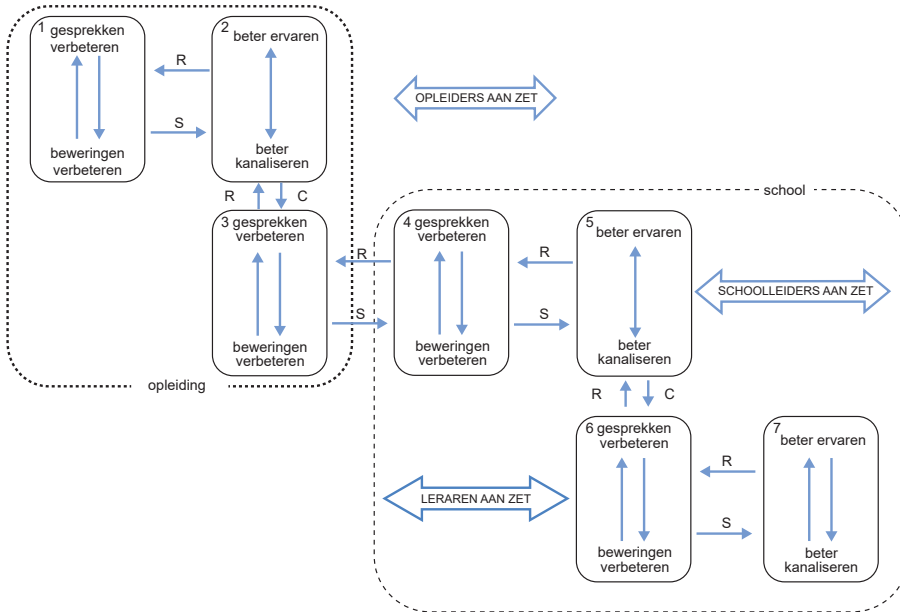 1 gesprekken
verbeteren
beweringen
verbeteren
R
S
2
beter ervaren
beter
kanaliseren
OPLEIDERS AAN ZET
R
C
3 gesprekken
verbeteren
beweringen
verbeteren
opleiding
school
R
S
4 gesprekken
verbeteren
beweringen
verbeteren
R
S
5
beter ervaren
beter
kanaliseren
SCHOOLLEIDERS AAN ZET
R
C
6 gesprekken
verbeteren
beweringen
verbeteren
LERAREN AAN ZET
R
S
7
beter ervaren
beter
kanaliseren